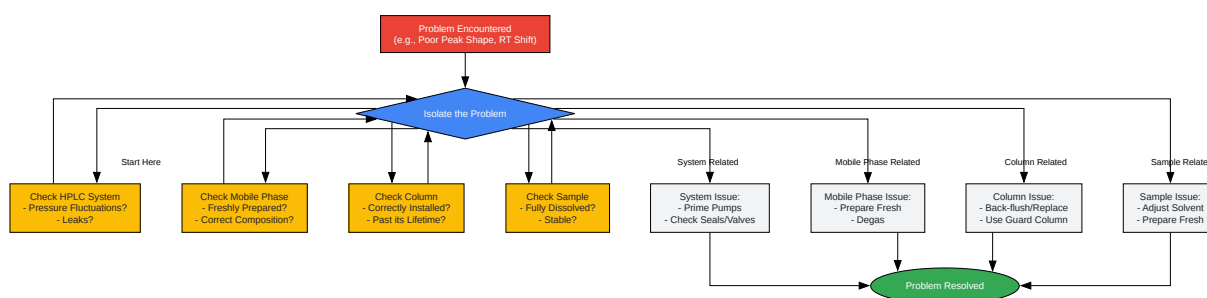 Problem Encountered
(e.g., Poor Peak Shape, RT Shift)
Isolate the Problem
Start Here
System Related
Mobile Phase Related
Column Related
Sample Relate
Check HPLC System
- Pressure Fluctuations?
- Leaks?
Check Mobile Phase
- Freshly Prepared?
- Correct Composition?
Check Column
- Correctly Installed?
- Past its Lifetime?
Check Sample
- Fully Dissolved?
- Stable?
System Issue:
- Prime Pumps
- Check Seals/Valves
Mobile Phase Issue:
- Prepare Fresh
- Degas
Column Issue:
- Back-flush/Replace
- Use Guard Column
Sample Issue:
- Adjust Solvent
- Prepare Fresh
Problem Resolved